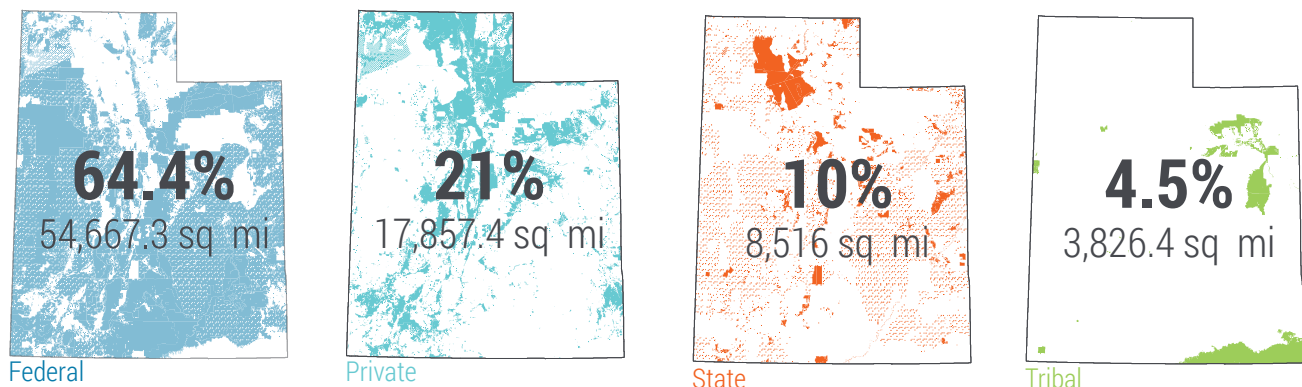 64.4%
54,667.3 sq mi
Federal
21%
17,857.4 sq mi
Private
10%
8,516 sq mi
State
4.5%
3,826.4 sq mi
Tribal